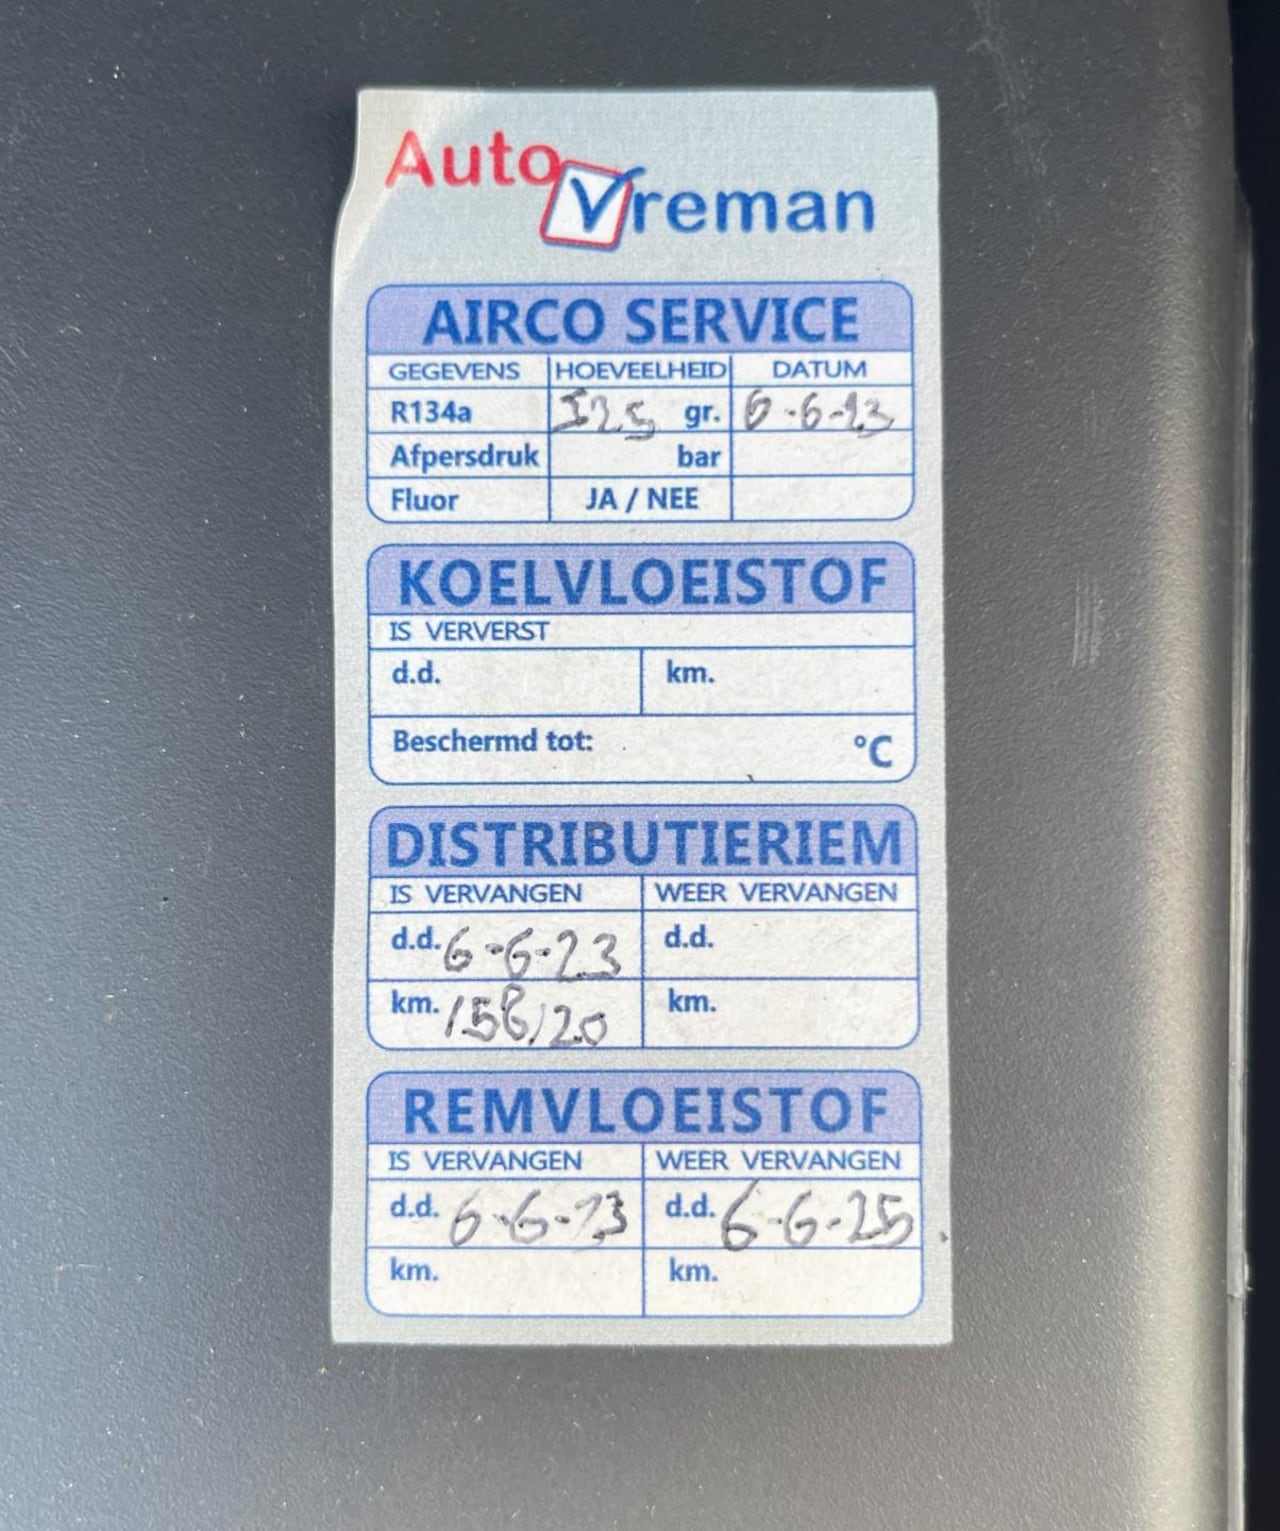 Auto
Vreman
AIRCO SERVICE
GEGEVENS HOEVEELHEID DATUM
R134a 525 gr. 6-6-23
Afpersdruk bar
Fluor JA / NEE
KOELVLOEISTOF
IS VERVERST
d.d. km.
Beschermd tot: °C
DISTRIBUTIERIEM
IS VERVANGEN WEER VERVANGEN
d.d. 6-6-23 d.d.
km. km.
REMVLOEISTOF
IS VERVANGEN WEER VERVANGEN
d.d. 6-6-23 d.d. 6-6-25
km. km.